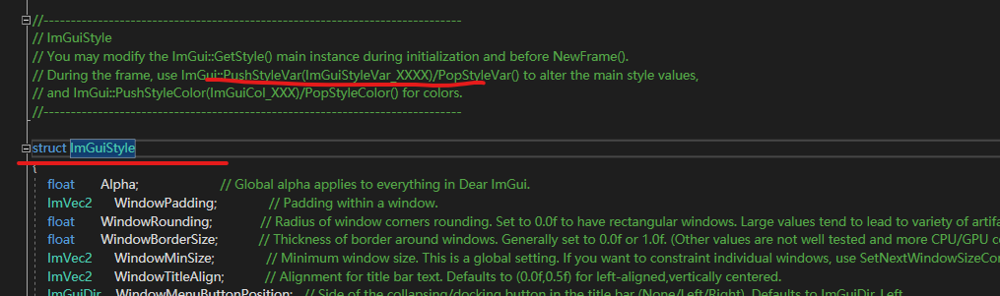 //-----------------------------------------------------------------------------
// ImGuiStyle
// You may modify the ImGui::GetStyle() main instance during initialization and before NewFrame().
// During the frame, use ImGui::PushStyleVar(ImGuiStyleVar_XXXX)/PopStyleVar() to alter the main style values,
// and ImGui::PushStyleColor(ImGuiCol_XXX)/PopStyleColor() for colors.
//-----------------------------------------------------------------------------
struct ImGuiStyle
{
float Alpha; // Global alpha applies to everything in Dear ImGui.
ImVec2 WindowPadding; // Padding within a window.
float WindowRounding; // Radius of window corners rounding. Set to 0.0f to have rectangular windows. Large values tend to lead to variety of artifa
float WindowBorderSize; // Thickness of border around windows. Generally set to 0.0f or 1.0f. (Other values are not well tested and more CPU/GPU c
ImVec2 WindowMinSize; // Minimum window size. This is a global setting. If you want to constraint individual windows, use SetNextWindowSizeCon
ImVec2 WindowTitleAlign; // Alignment for title bar text. Defaults to (0.0f,0.5f) for left-aligned,vertically centered.
ImGuiDir WindowMenuButtonPosition; // Side of the collapsing/docking button in the title bar (None/Left/Right). Defaults to ImGuiDir_Left.